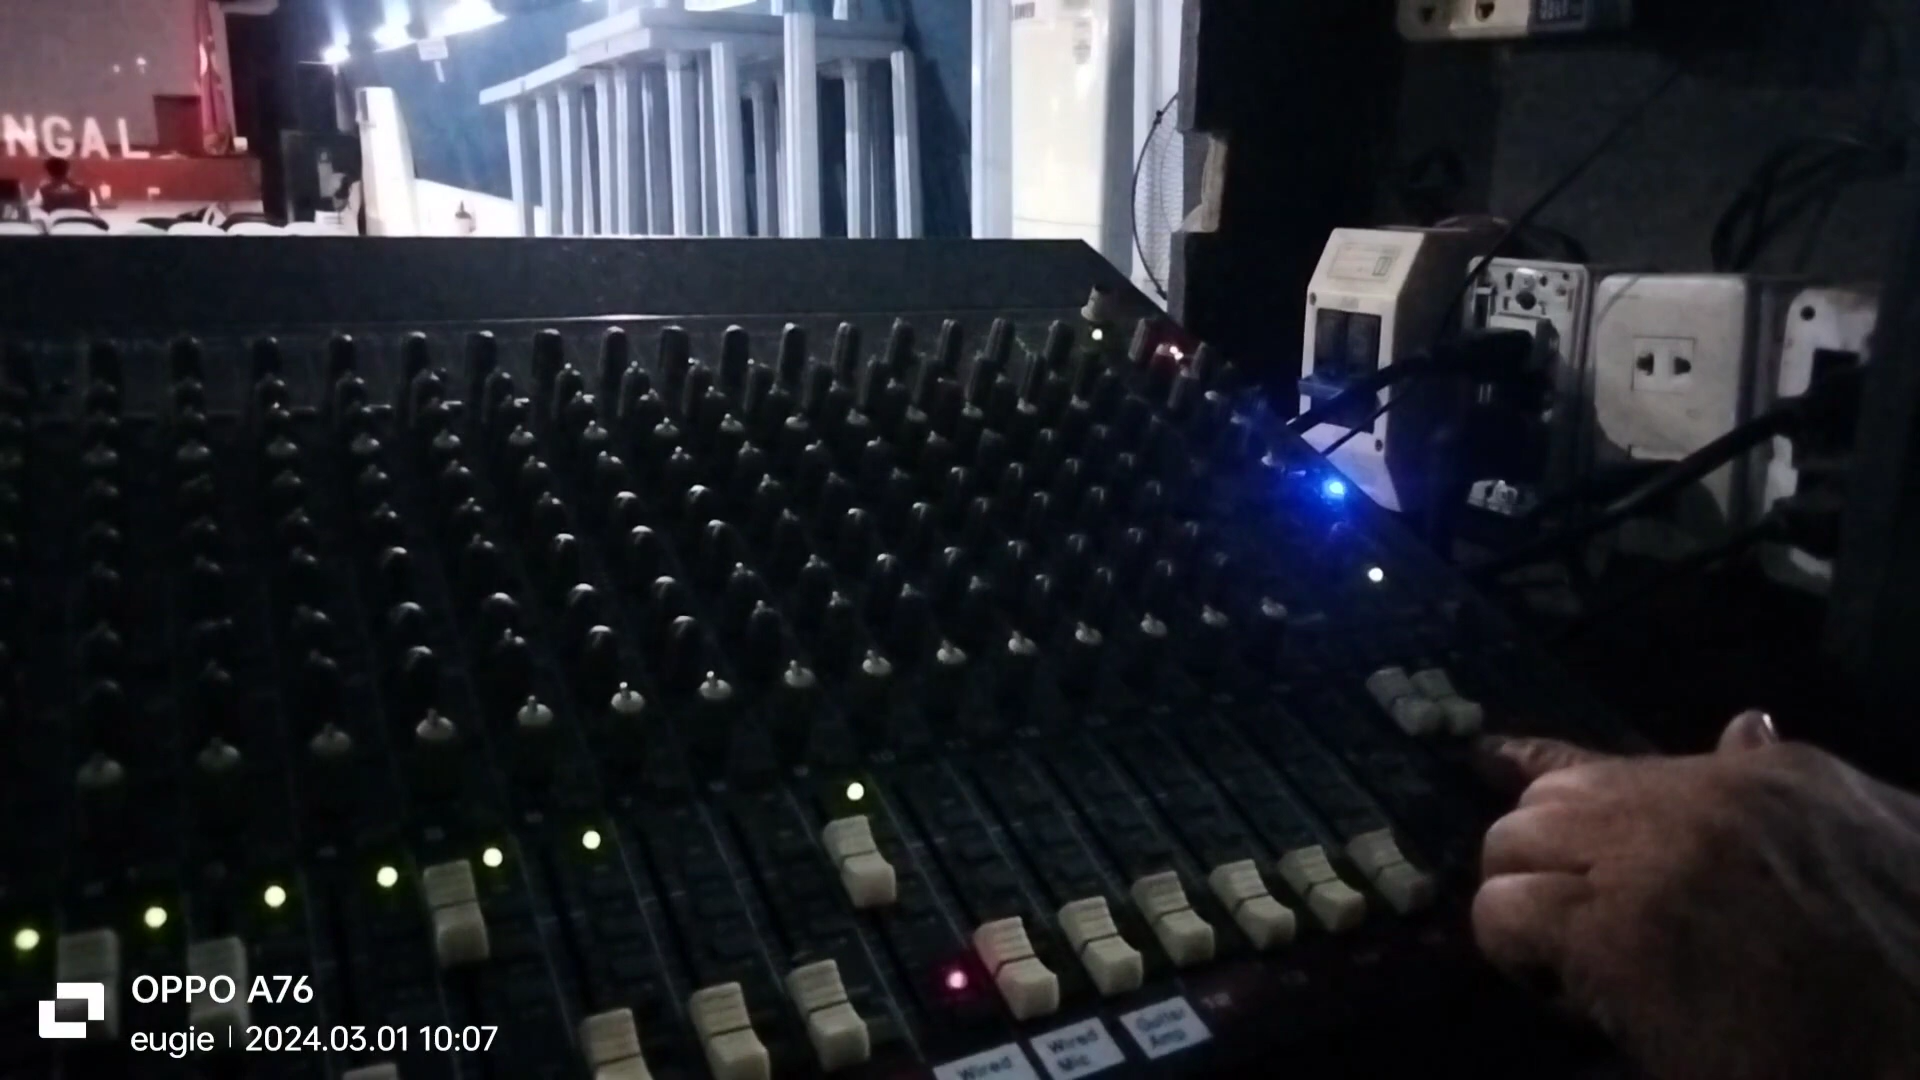 NGAL
Wired
Wired
Mic
Guitar
Amp
OPPO A76
eugie | 2024.03.01 10:07